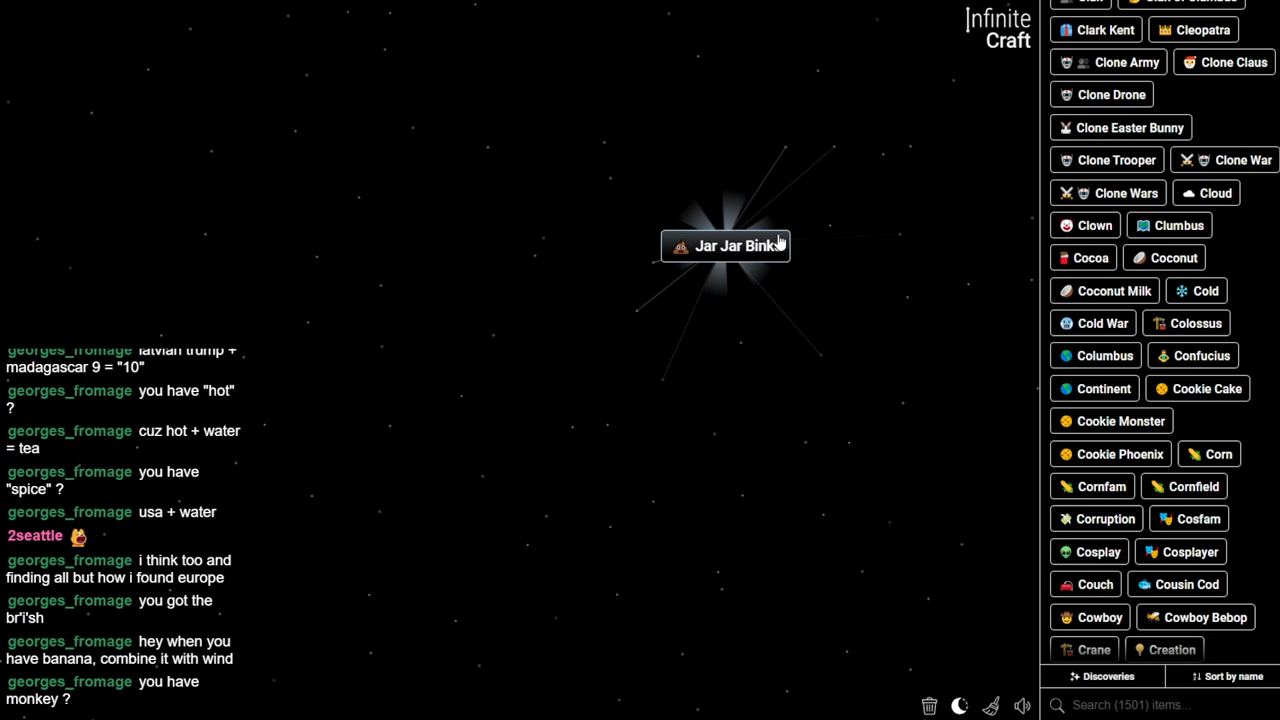 Infinite
Craft
Clark Kent
Cleopatra
Clone Army
Clone Claus
Clone Drone
Clone Easter Bunny
Clone Trooper
Clone War
Clone Wars
Cloud
Clown
Clumbus
Cocoa
Coconut
Coconut Milk
Cold
Cold War
Colossus
Columbus
Confucius
Continent
Cookie Cake
Cookie Monster
Cookie Phoenix
Corn
Cornfam
Cornfield
Corruption
Cosfam
Cosplay
Cosplayer
Couch
Cousin Cod
Cowboy
Cowboy Bebop
Crane
Creation
Discoveries
Sort by name
Search (1501) items...
Jar Jar Binks
georges_fromage latvian trump +
madagascar 9 = "10"
georges_fromage you have "hot"
?
georges_fromage cuz hot + water
= tea
georges_fromage you have
"spice" ?
georges_fromage usa + water
2seattle
georges_fromage i think too and
finding all but how i found europe
georges_fromage you got the
br'i'sh
georges_fromage hey when you
have banana, combine it with wind
georges_fromage you have
monkey ?